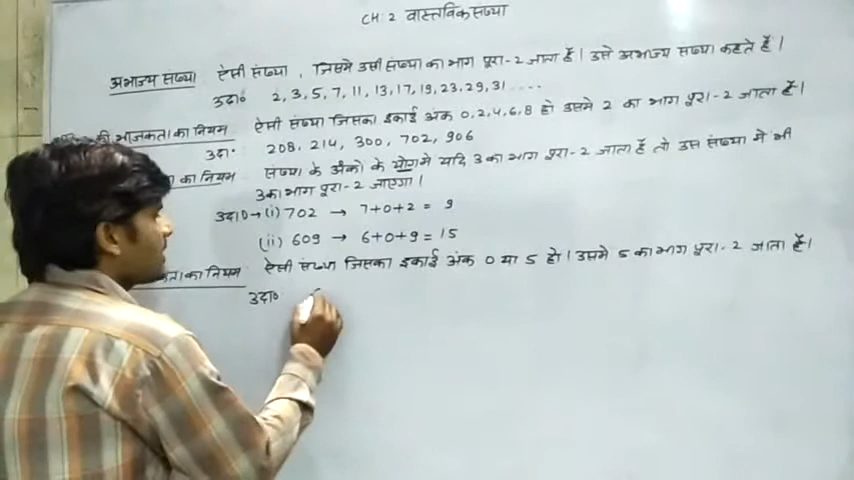 CH 2 वास्तविक संख्या
अभाज्य संख्या ऐसी संख्या, जिसमे उसी संख्या का भाग पूरा-2 जाता हैं। उसे अभाज्य संख्या कहते हैं।
उदा० 2, 3, 5, 7, 11, 13, 17, 19, 23, 29, 31 ....
की भाजकता का नियम ऐसी संख्या जिसका इकाई अंक 0, 2, 4, 6, 8 हो उसमे 2 का भाग पूरा-2 जाता हैं।
उदा० 208, 214, 300, 702, 906
का नियम संख्या के अंको के योग मे यदि 3 का भाग पूरा-2 जाता हैं तो उस संख्या मे भी
3 का भाग पूरा-2 जाएगा।
उदा० → (i) 702 → 7+0+2 = 9
(ii) 609 → 6+0+9 = 15
का नियम ऐसी संख्या जिसका इकाई अंक 0 या 5 हो। उसमे 5 का भाग पूरा-2 जाता हैं।
उदा०